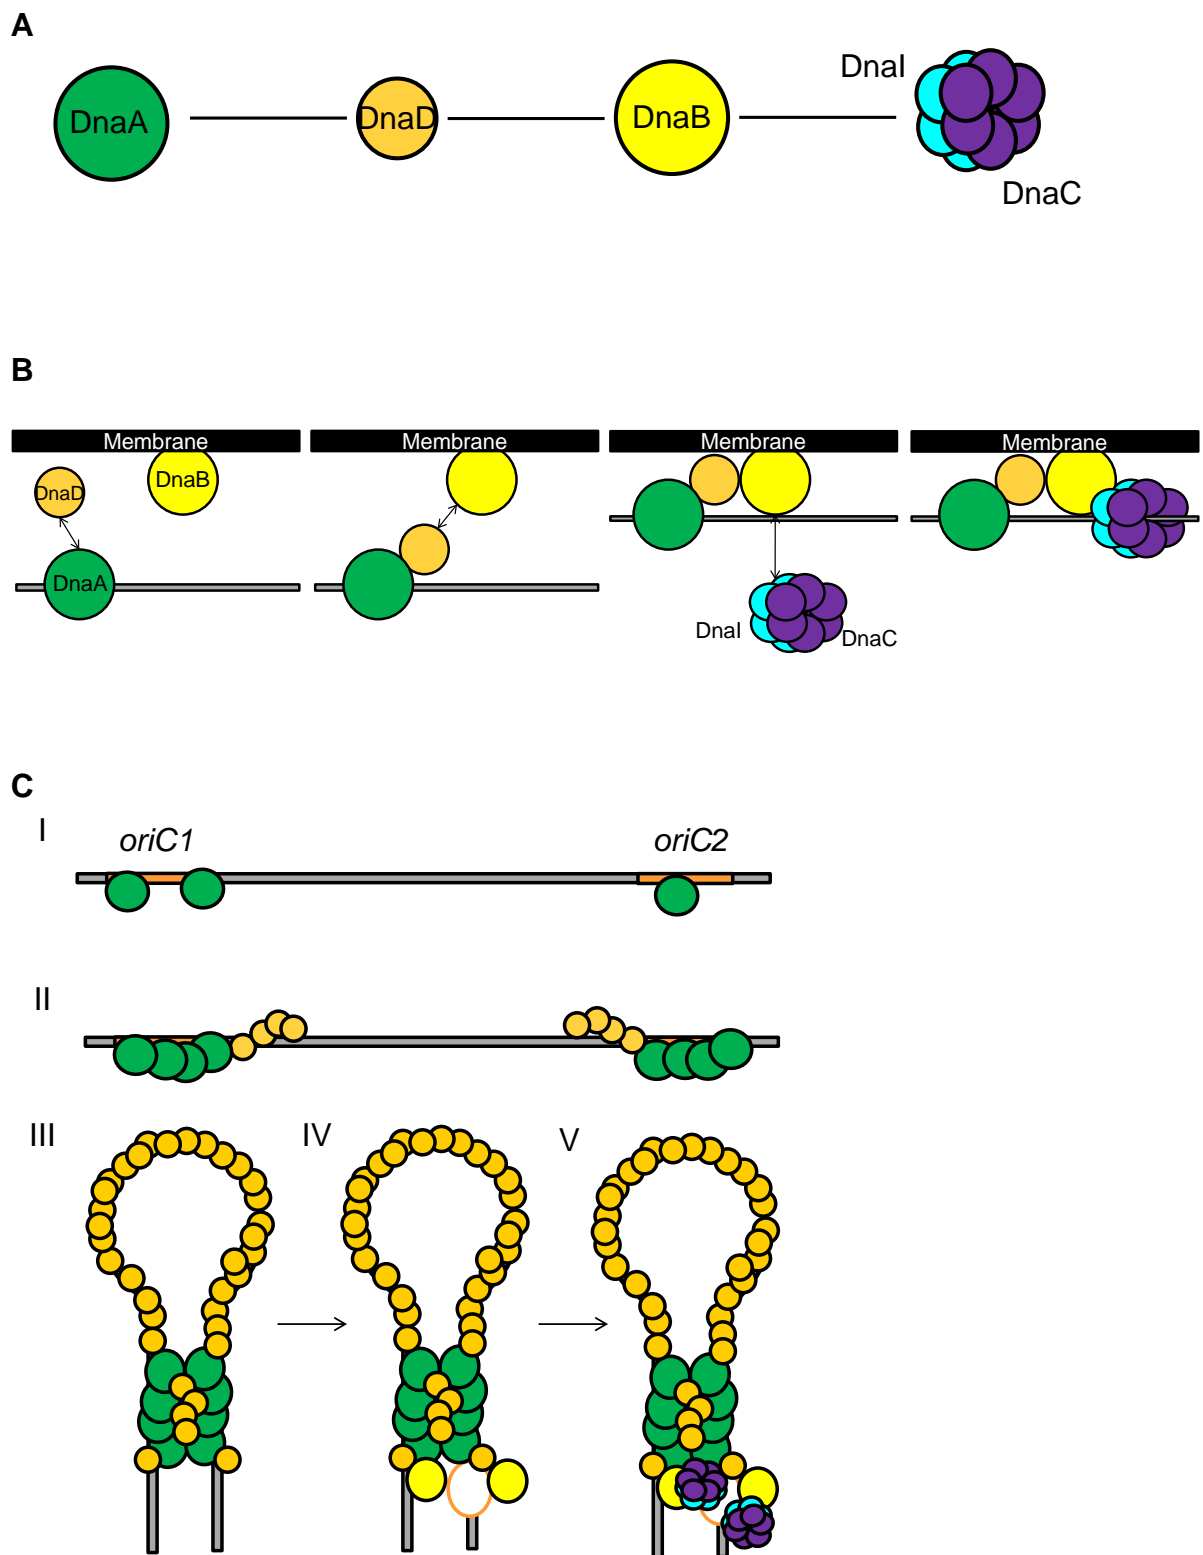 A
DnaA
DnaD
DnaB
DnaI
DnaC
B
Membrane
DnaD
DnaB
DnaA
Membrane
Membrane
DnaI
DnaC
Membrane
C
I
oriC1
oriC2
II
III
IV
V